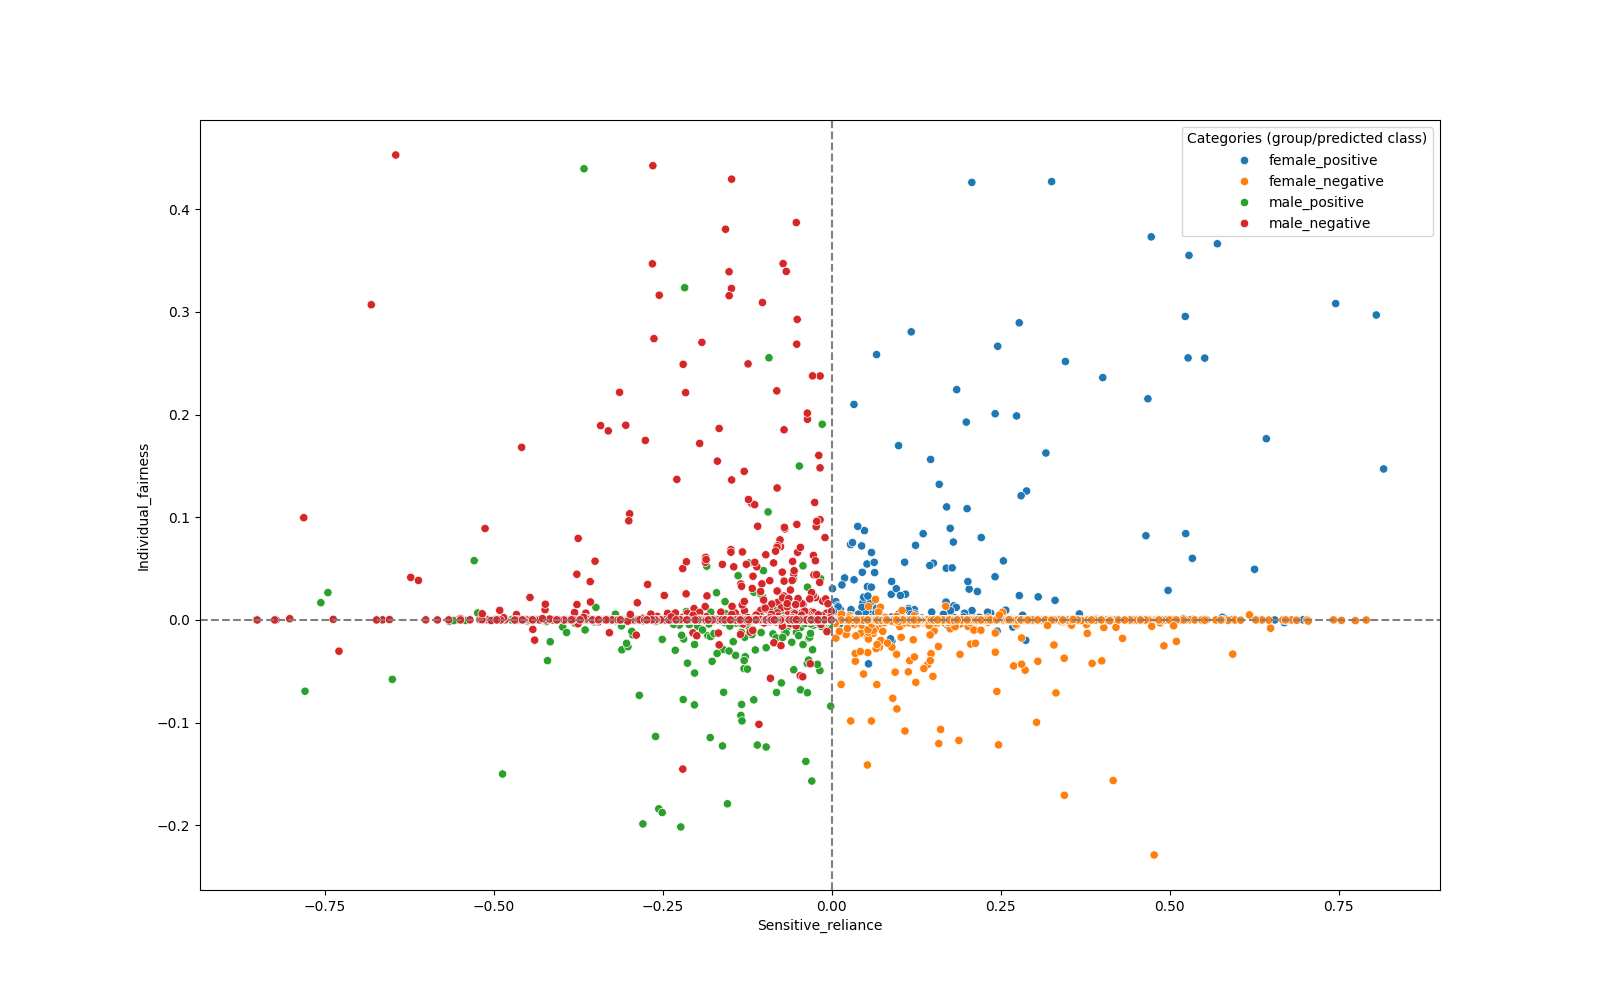 Categories (group/predicted class)
female_positive
female_negative
male_positive
male_negative
Individual_fairness
0.4
0.3
0.2
0.1
0.0
−0.1
−0.2
−0.75
−0.50
−0.25
0.00
0.25
0.50
0.75
Sensitive_reliance